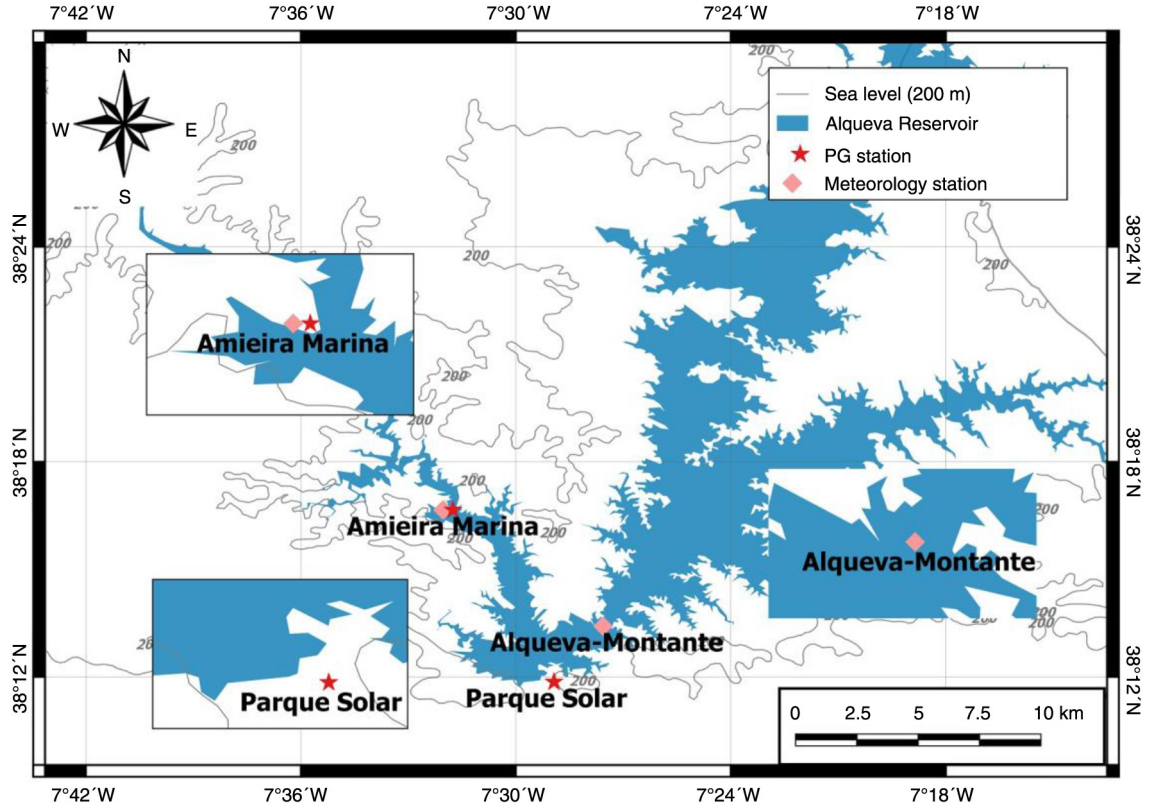 7°42´W 7°36´W 7°30´W 7°24´W 7°18´W
N
W E
S
200
Sea level (200 m)
Alqueva Reservoir
PG station
Meteorology station
200
38°24´N
200
200
200
38°24´N
Amieira Marina
200
200
38°18´N
200
38°18´N
200
Amieira Marina
200
200
Alqueva-Montante
200
200
Alqueva-Montante
38°12´N
Parque Solar
Parque Solar
200
38°12´N
0 2.5 5 7.5 10 km
7°42´W 7°36´W 7°30´W 7°24´W 7°18´W